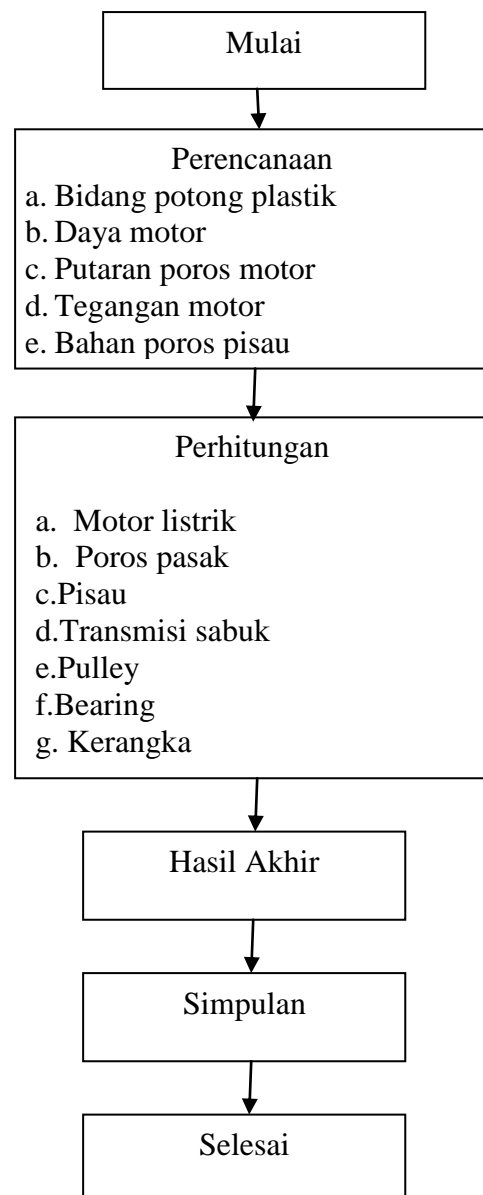 Mulai
Perencanaan
a. Bidang potong plastik
b. Daya motor
c. Putaran poros motor
d. Tegangan motor
e. Bahan poros pisau
Perhitungan
a. Motor listrik
b. Poros pasak
c.Pisau
d.Transmisi sabuk
e.Pulley
f.Bearing
g. Kerangka
Hasil Akhir
Simpulan
Selesai